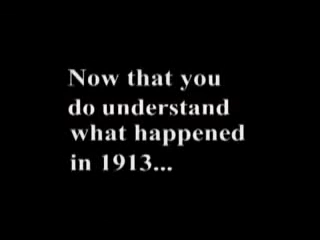 Now that you
do understand
what happened
in 1913...